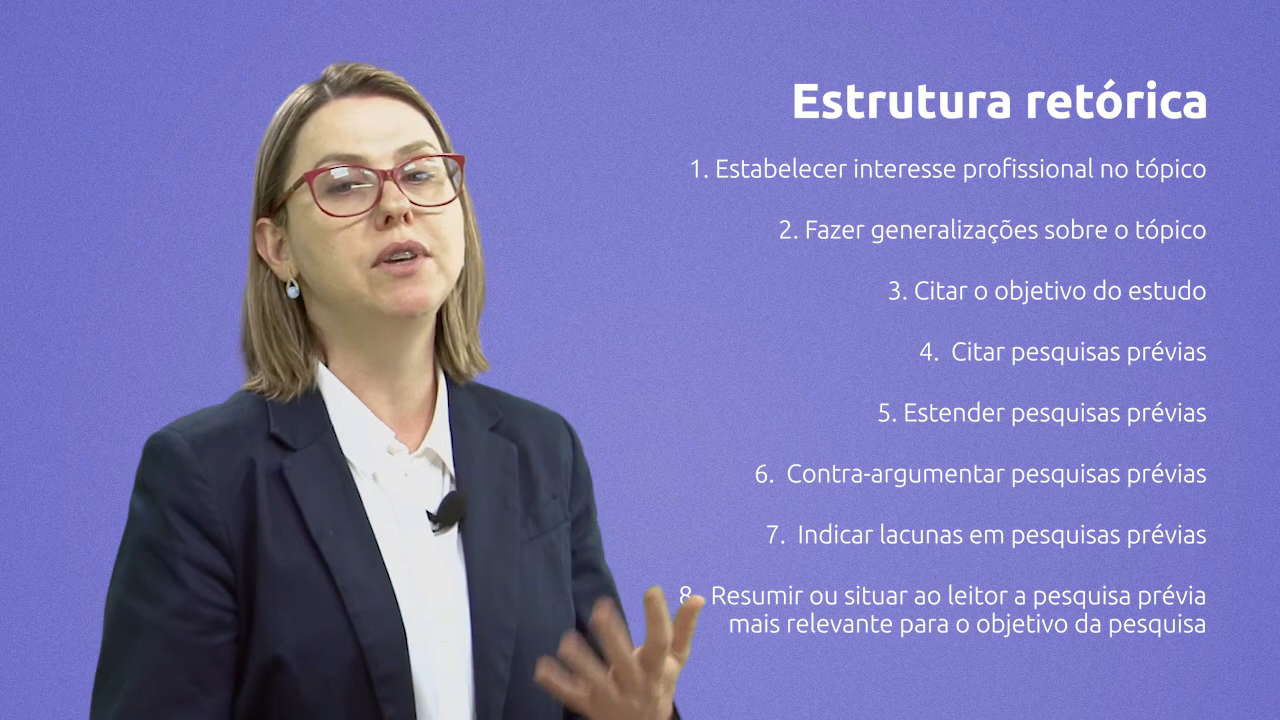 Estrutura retórica
1. Estabelecer interesse profissional no tópico
2. Fazer generalizações sobre o tópico
3. Citar o objetivo do estudo
4. Citar pesquisas prévias
5. Estender pesquisas prévias
6. Contra-argumentar pesquisas prévias
7. Indicar lacunas em pesquisas prévias
8. Resumir ou situar ao leitor a pesquisa prévia
mais relevante para o objetivo da pesquisa